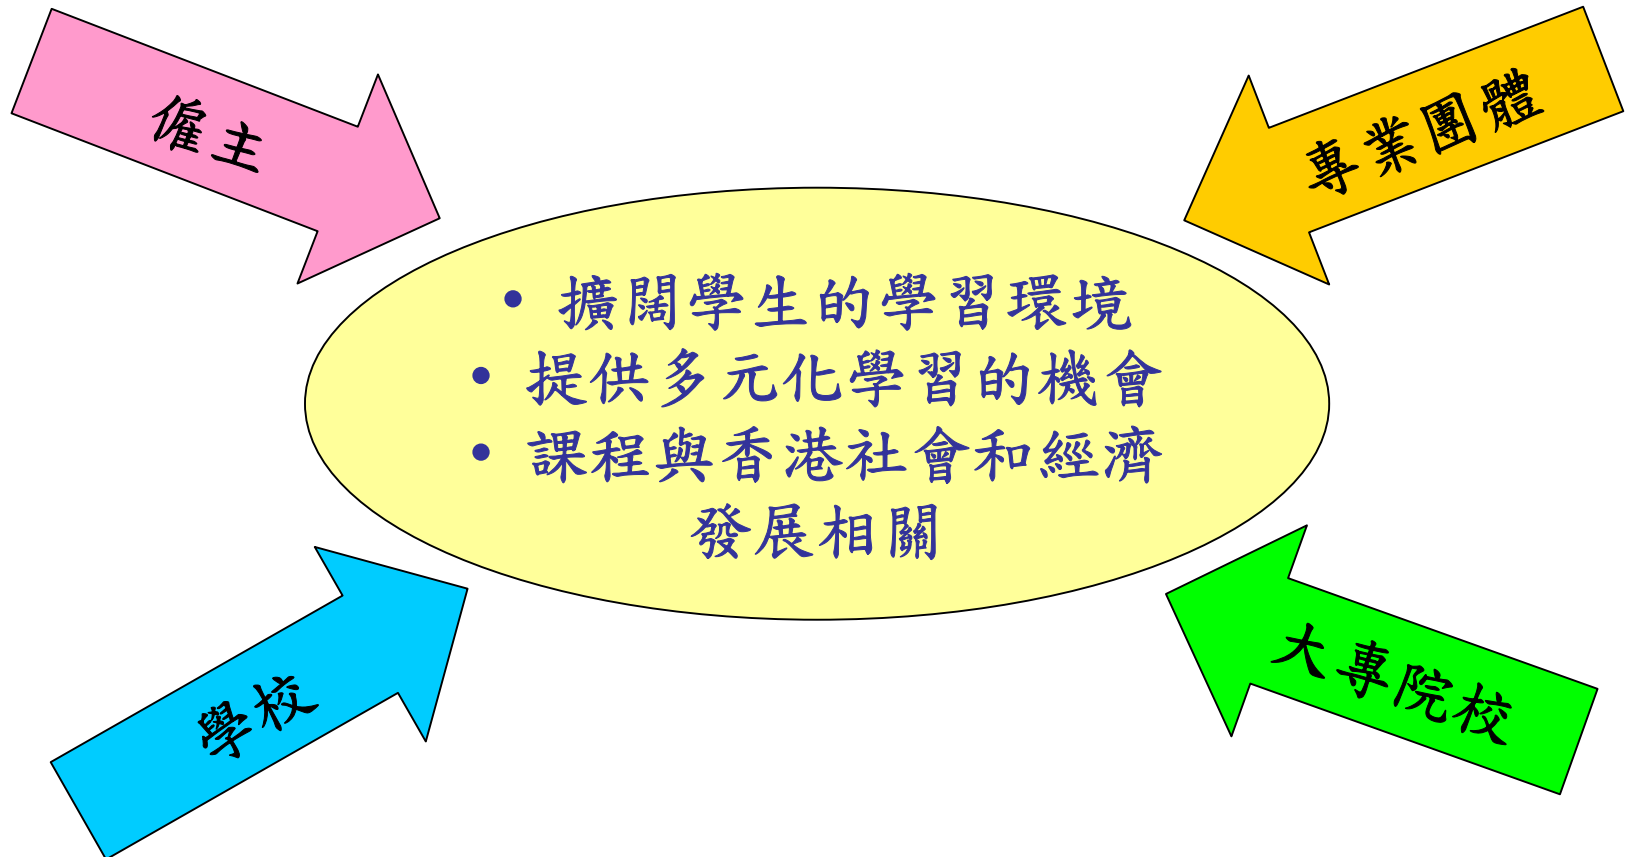 僱主
專業團體
• 擴闊學生的學習環境
• 提供多元化學習的機會
• 課程與香港社會和經濟
發展相關
學校
大專院校